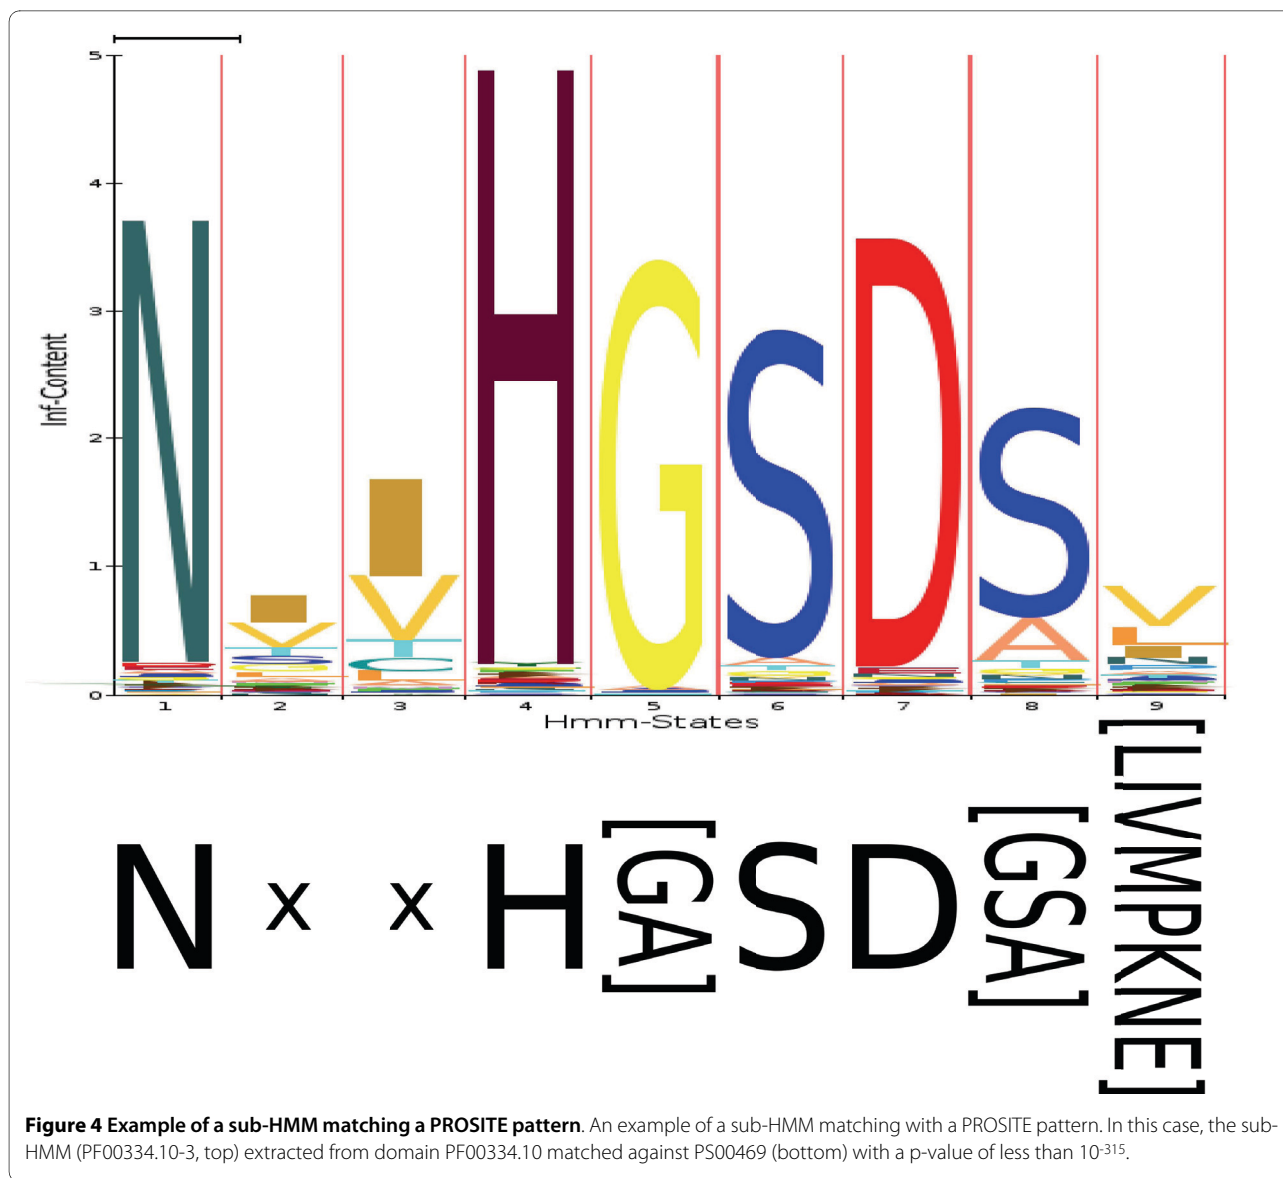 5
4
3
2
1
0
Inf-Content
N
I
V
T
S
I
V
T
C
H
G
S
A
D
S
A
T
V
L
I
1 2 3 4 5 6 7 8 9
Hmm-States
N x x H [GA] S D [GSA] [LIVMPKNE]
Figure 4 Example of a sub-HMM matching a PROSITE pattern. An example of a sub-HMM matching with a PROSITE pattern. In this case, the sub-
HMM (PF00334.10-3, top) extracted from domain PF00334.10 matched against PS00469 (bottom) with a p-value of less than 10-315.